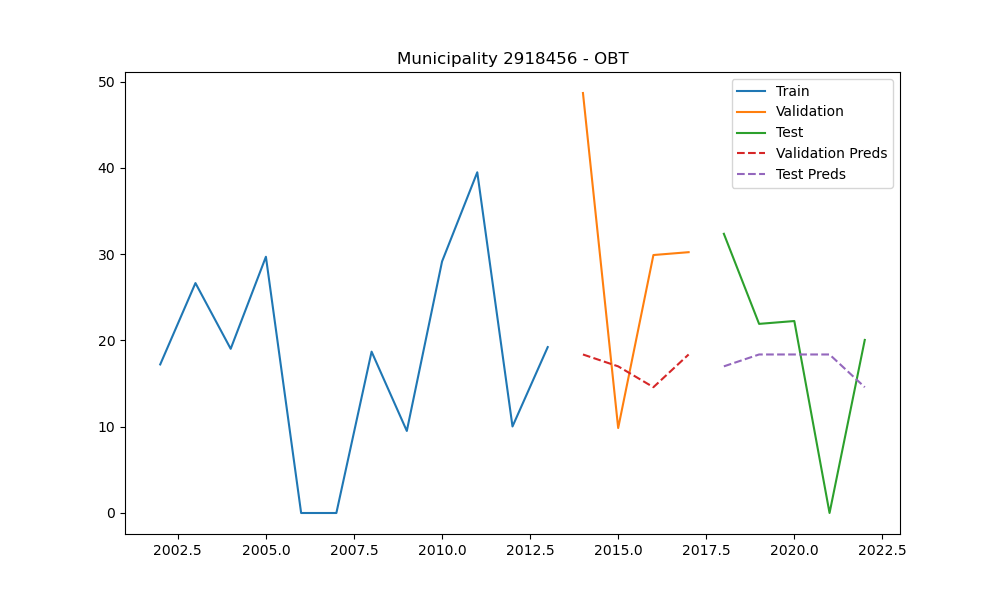 Municipality 2918456 - OBT
50
40
30
20
10
0
2002.5 2005.0 2007.5 2010.0 2012.5 2015.0 2017.5 2020.0 2022.5
Train
Validation
Test
Validation Preds
Test Preds